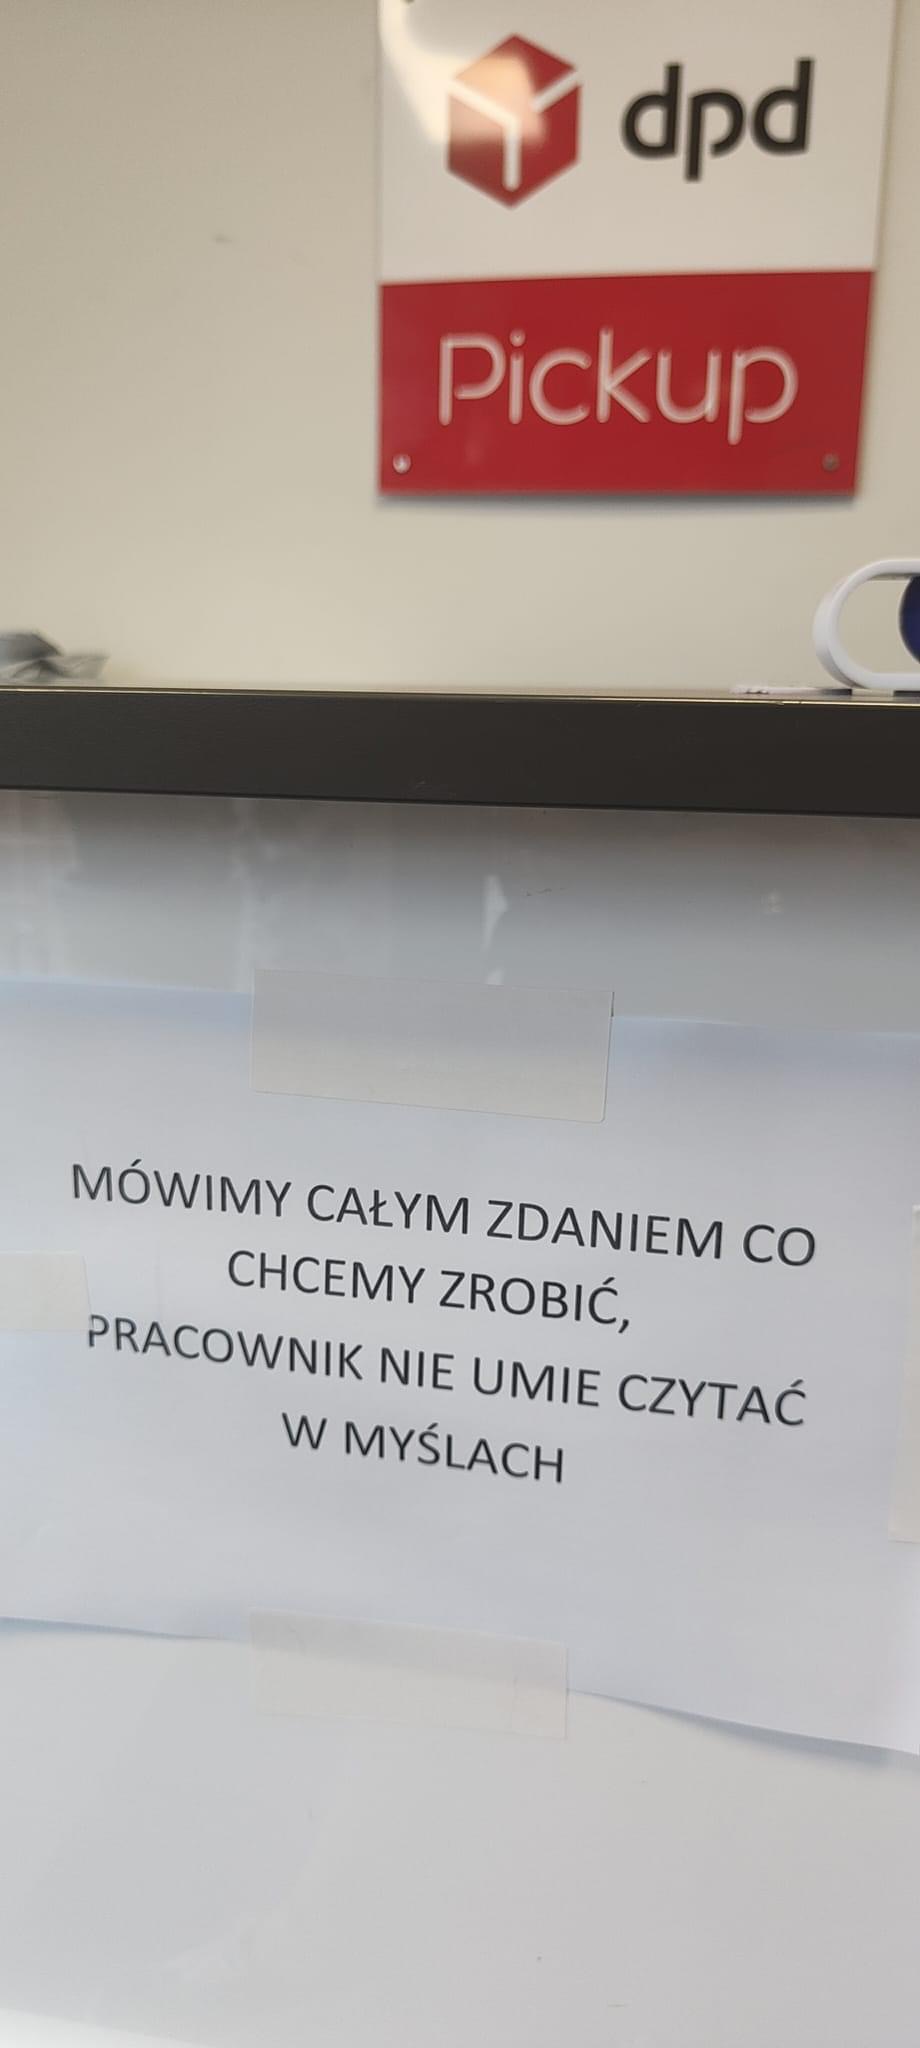 dpd
Pickup
MÓWIMY CAŁYM ZDANIEM CO
CHCEMY ZROBIĆ,
PRACOWNIK NIE UMIE CZYTAĆ
W MYŚLACH